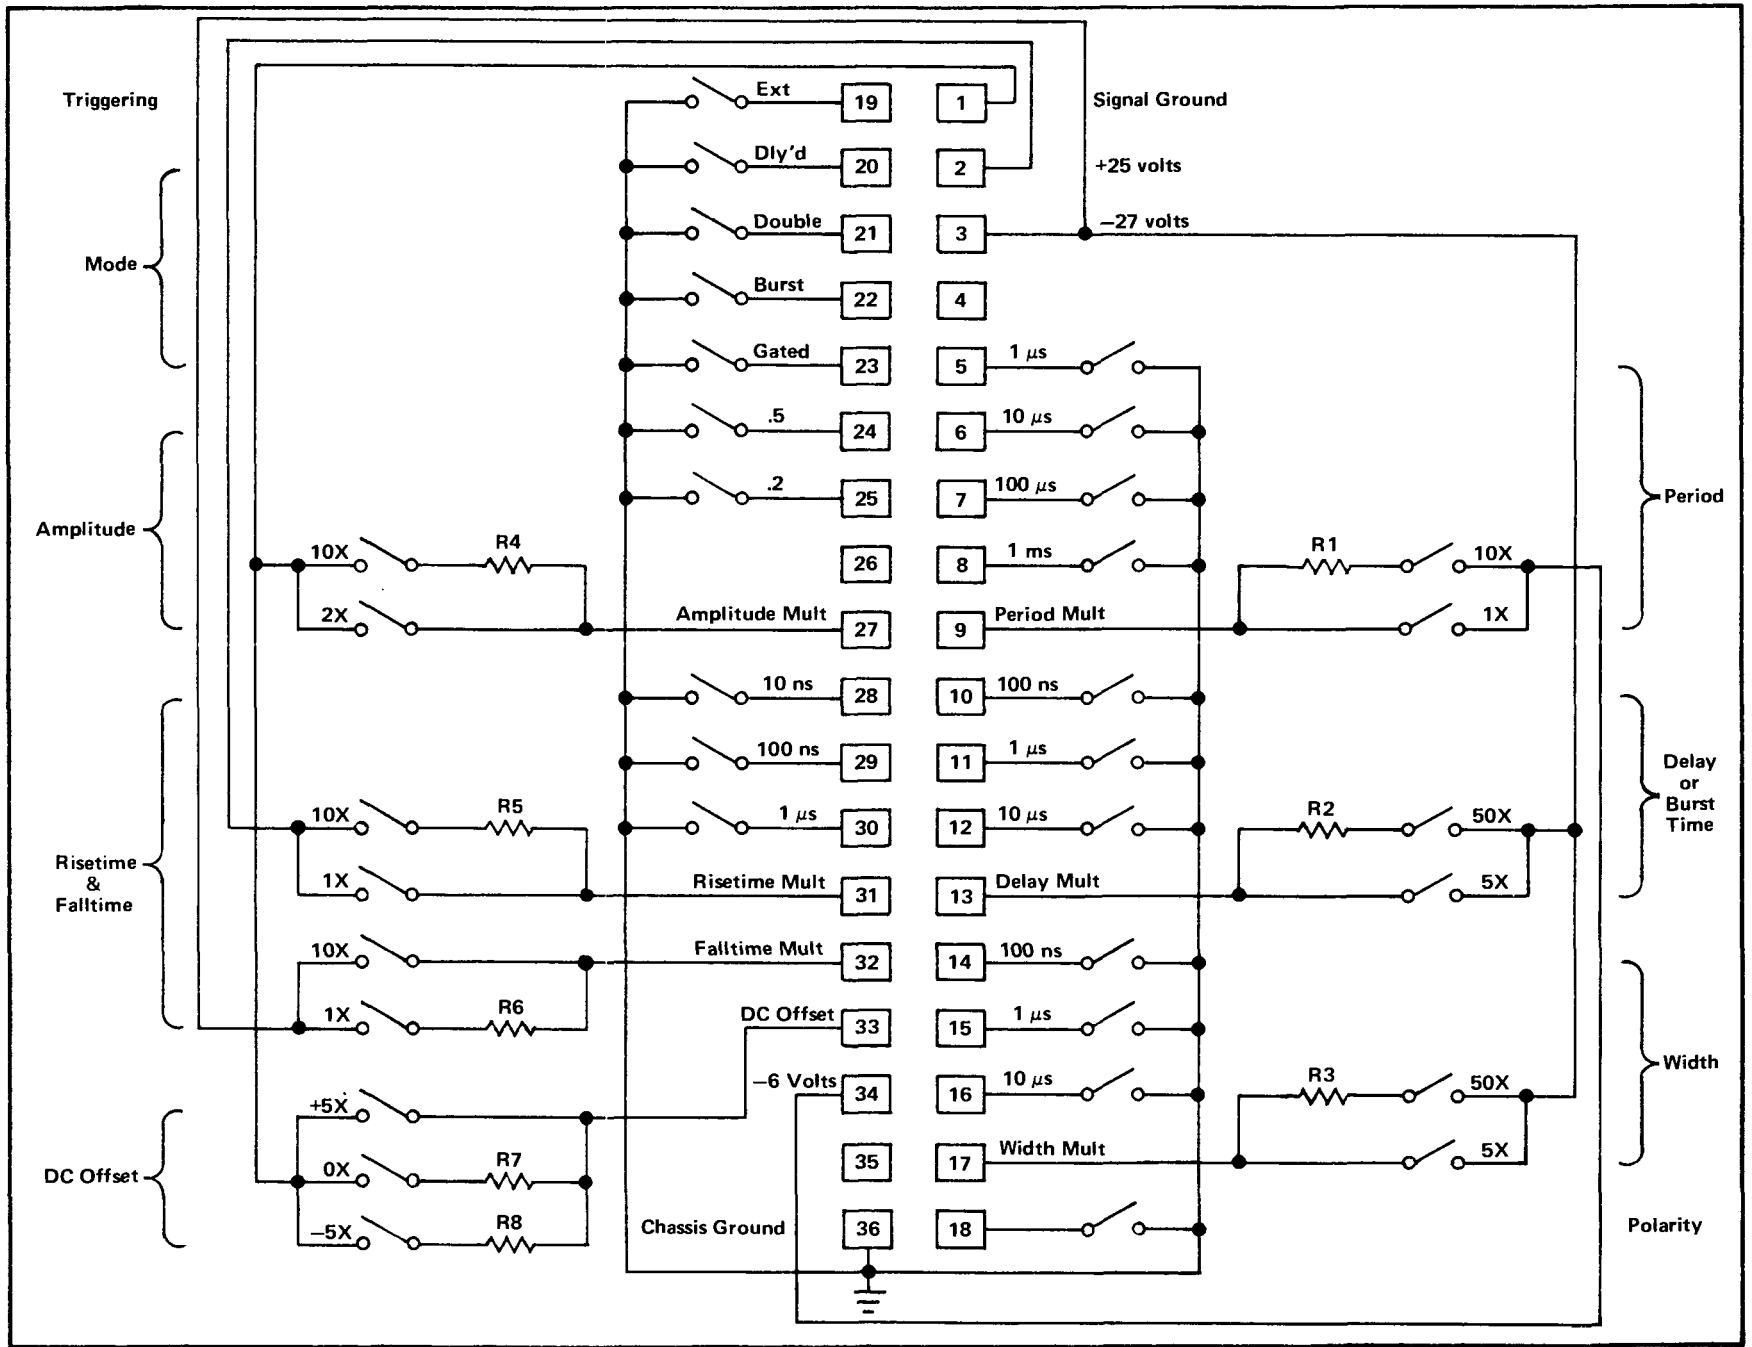 Triggering
Ext
19
1
Signal Ground
Dly'd
20
2
+25 volts
Mode
Double
21
3
−27 volts
Burst
22
4
Gated
23
5
1 μs
Amplitude
.5
24
6
10 μs
.2
25
7
100 μs
Period
10X
R4
26
8
1 ms
R1
10X
2X
Amplitude Mult
27
9
Period Mult
1X
10 ns
28
10
100 ns
Risetime
&
Falltime
100 ns
29
11
1 μs
Delay
or
Burst
Time
10X
R5
1 μs
30
12
10 μs
R2
50X
1X
Risetime Mult
31
13
Delay Mult
5X
10X
Falltime Mult
32
14
100 ns
1X
R6
DC Offset
33
15
1 μs
Width
+5X
−6 Volts
34
16
10 μs
R3
50X
DC Offset
0X
R7
35
17
Width Mult
5X
−5X
R8
Chassis Ground
36
18
Polarity